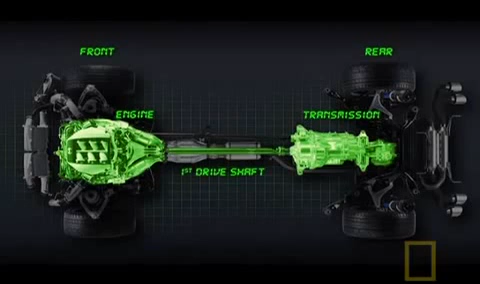 FRONT
REAR
ENGINE
TRANSMISSION
1ST DRIVE SHAFT